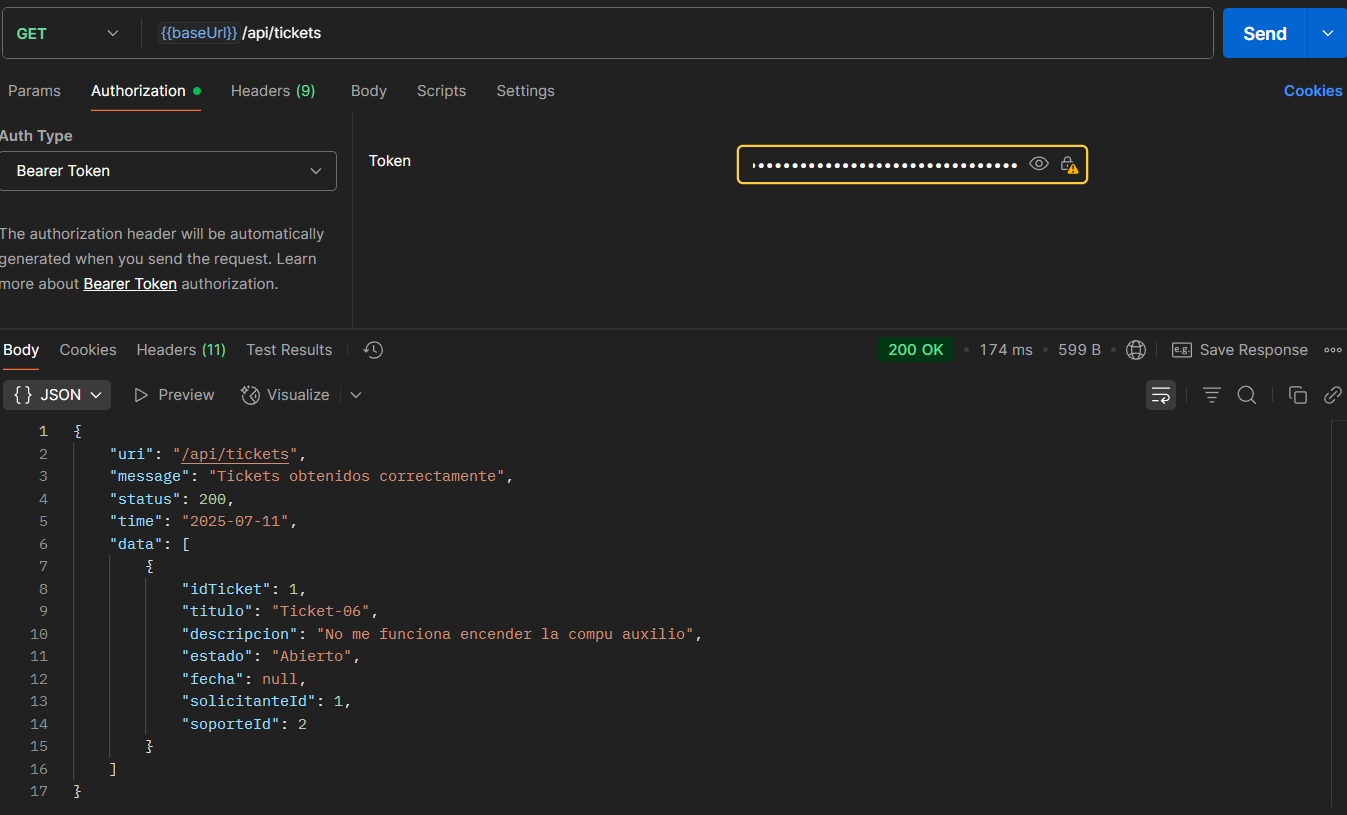 GET {{baseUrl}} /api/tickets Send
Params Authorization Headers (9) Body Scripts Settings Cookies
Auth Type
Bearer Token
Token
The authorization header will be automatically
generated when you send the request. Learn
more about Bearer Token authorization.
Body Cookies Headers (11) Test Results 200 OK 174 ms 599 B e.g. Save Response
{} JSON Preview Visualize
1 {
2 "uri": "/api/tickets",
3 "message": "Tickets obtenidos correctamente",
4 "status": 200,
5 "time": "2025-07-11",
6 "data": [
7 {
8 "idTicket": 1,
9 "titulo": "Ticket-06",
10 "descripcion": "No me funciona encender la compu auxilio",
11 "estado": "Abierto",
12 "fecha": null,
13 "solicitanteId": 1,
14 "soporteId": 2
15 }
16 ]
17 }